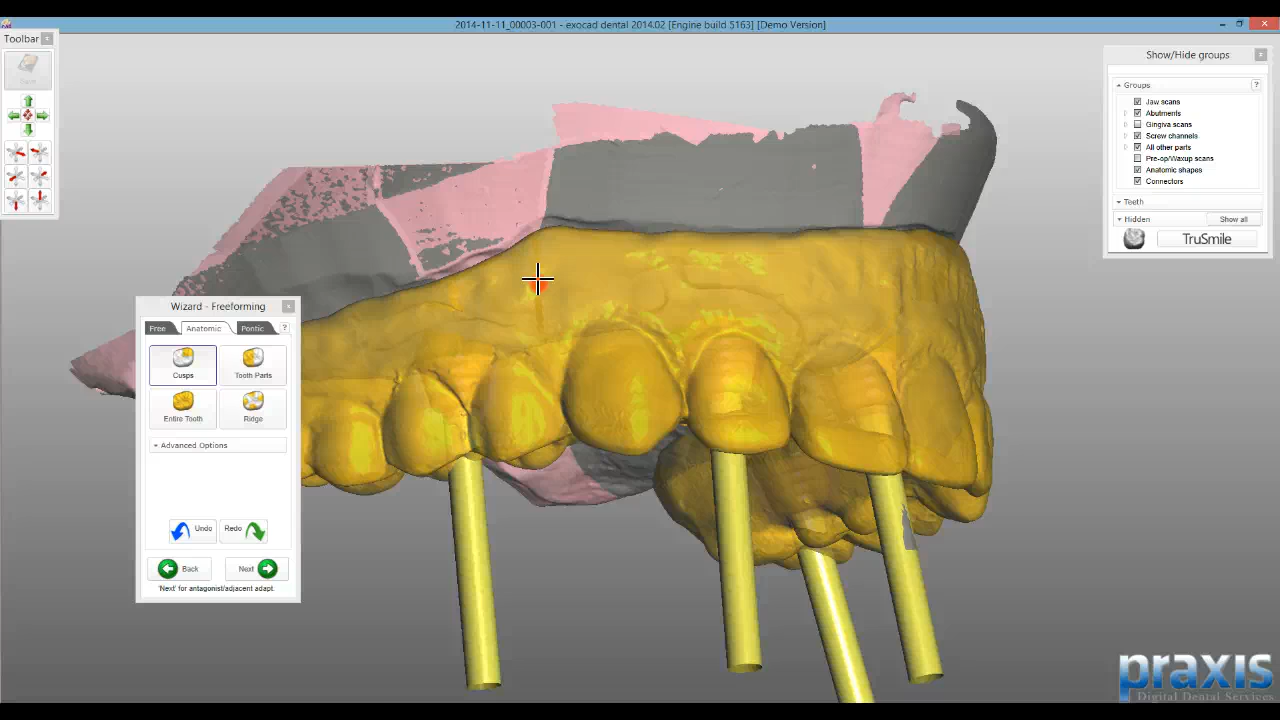 2014-11-11_00003-001 - exocad dental 2014.02 [Engine build 5163] [Demo Version]
Toolbar
Save
Show/Hide groups
Groups
?
Jaw scans
Abutments
Gingiva scans
Screw channels
All other parts
Pre-op/Waxup scans
Anatomic shapes
Connectors
Teeth
Hidden
Show all
TruSmile
Wizard - Freeforming
Free
Anatomic
Pontic
?
Cusps
Tooth Parts
Entire Tooth
Ridge
Advanced Options
Undo
Redo
Back
Next
'Next' for antagonist/adjacent adapt.
praxis
Digital Dental Services